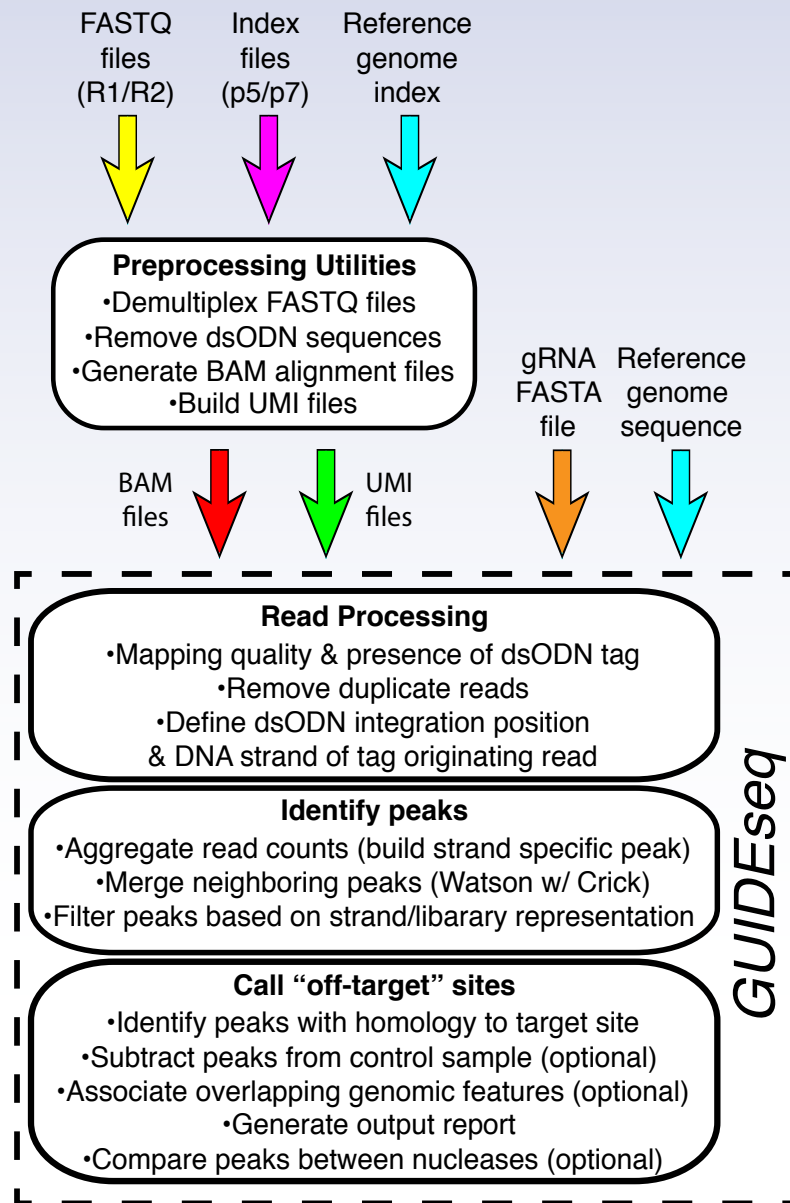 FASTQ
files
(R1/R2)
Index
files
(p5/p7)
Reference
genome
index
Preprocessing Utilities
•Demultiplex FASTQ files
•Remove dsODN sequences
•Generate BAM alignment files
•Build UMI files
gRNA
FASTA
file
Reference
genome
sequence
BAM
files
UMI
files
Read Processing
•Mapping quality & presence of dsODN tag
•Remove duplicate reads
•Define dsODN integration position
& DNA strand of tag originating read
Identify peaks
•Aggregate read counts (build strand specific peak)
•Merge neighboring peaks (Watson w/ Crick)
•Filter peaks based on strand/libarary representation
Call “off-target” sites
•Identify peaks with homology to target site
•Subtract peaks from control sample (optional)
•Associate overlapping genomic features (optional)
•Generate output report
•Compare peaks between nucleases (optional)
GUIDEseq